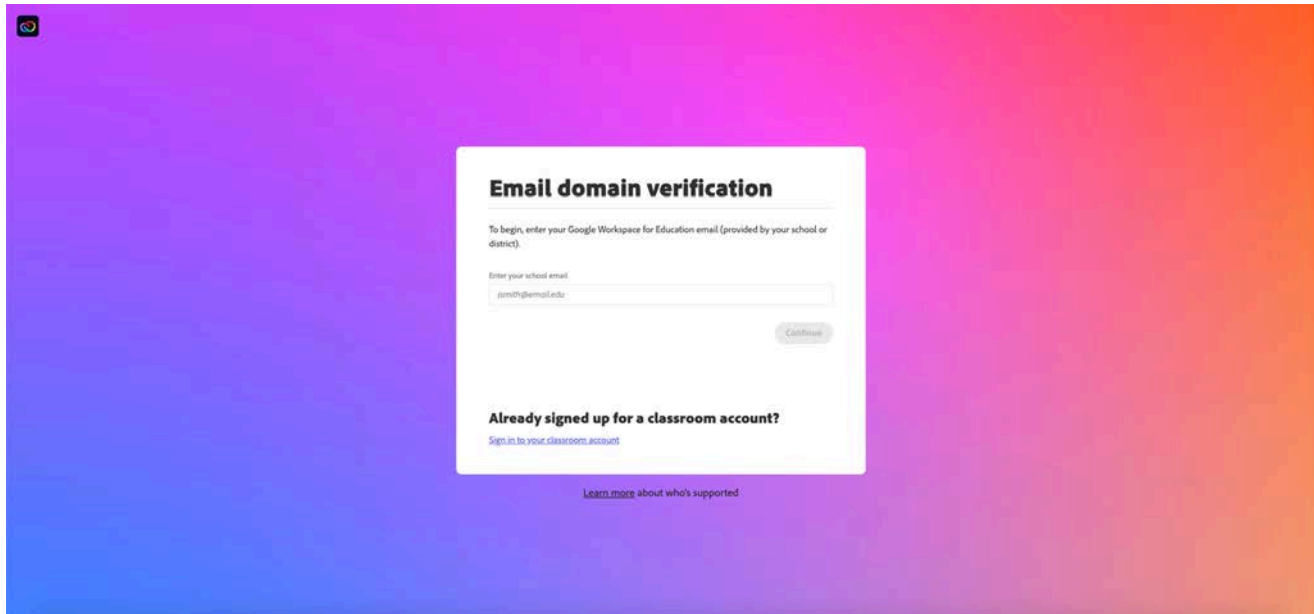 Email domain verification
To begin, enter your Google Workspace for Education email (provided by your school or
district).
Enter your school email
jsmith@email.edu
Continue
Already signed up for a classroom account?
Sign in to your classroom account
Learn more about who's supported